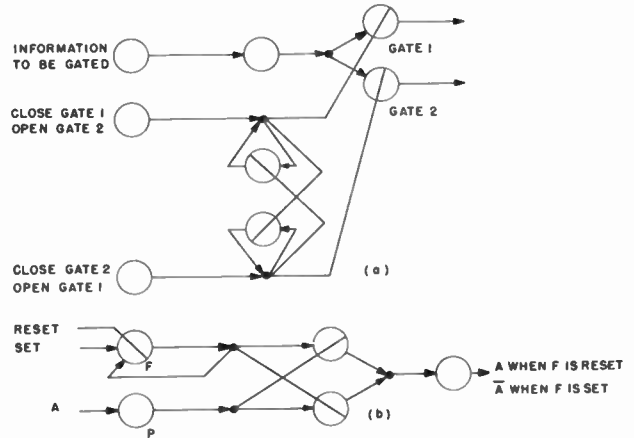 INFORMATION
TO BE GATED
GATE 1
GATE 2
CLOSE GATE 1
OPEN GATE 2
CLOSE GATE 2
OPEN GATE 1
(a)
RESET
SET
F
A
P
(b)
A WHEN F IS RESET
A̅ WHEN F IS SET